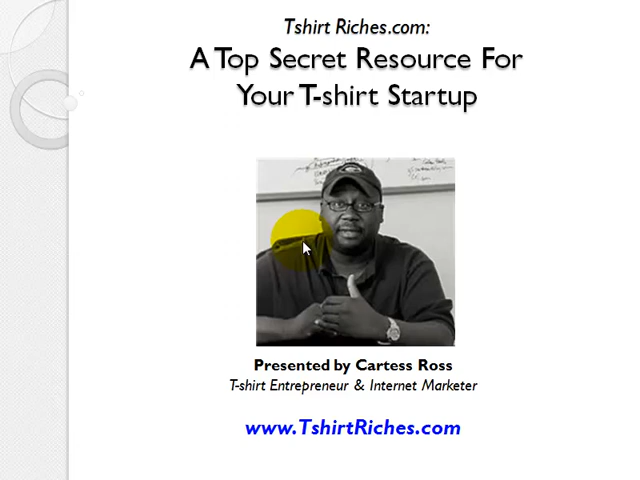 Tshirt Riches.com:
A Top Secret Resource For
Your T-shirt Startup
Presented by Cartess Ross
T-shirt Entrepreneur & Internet Marketer
www.TshirtRiches.com